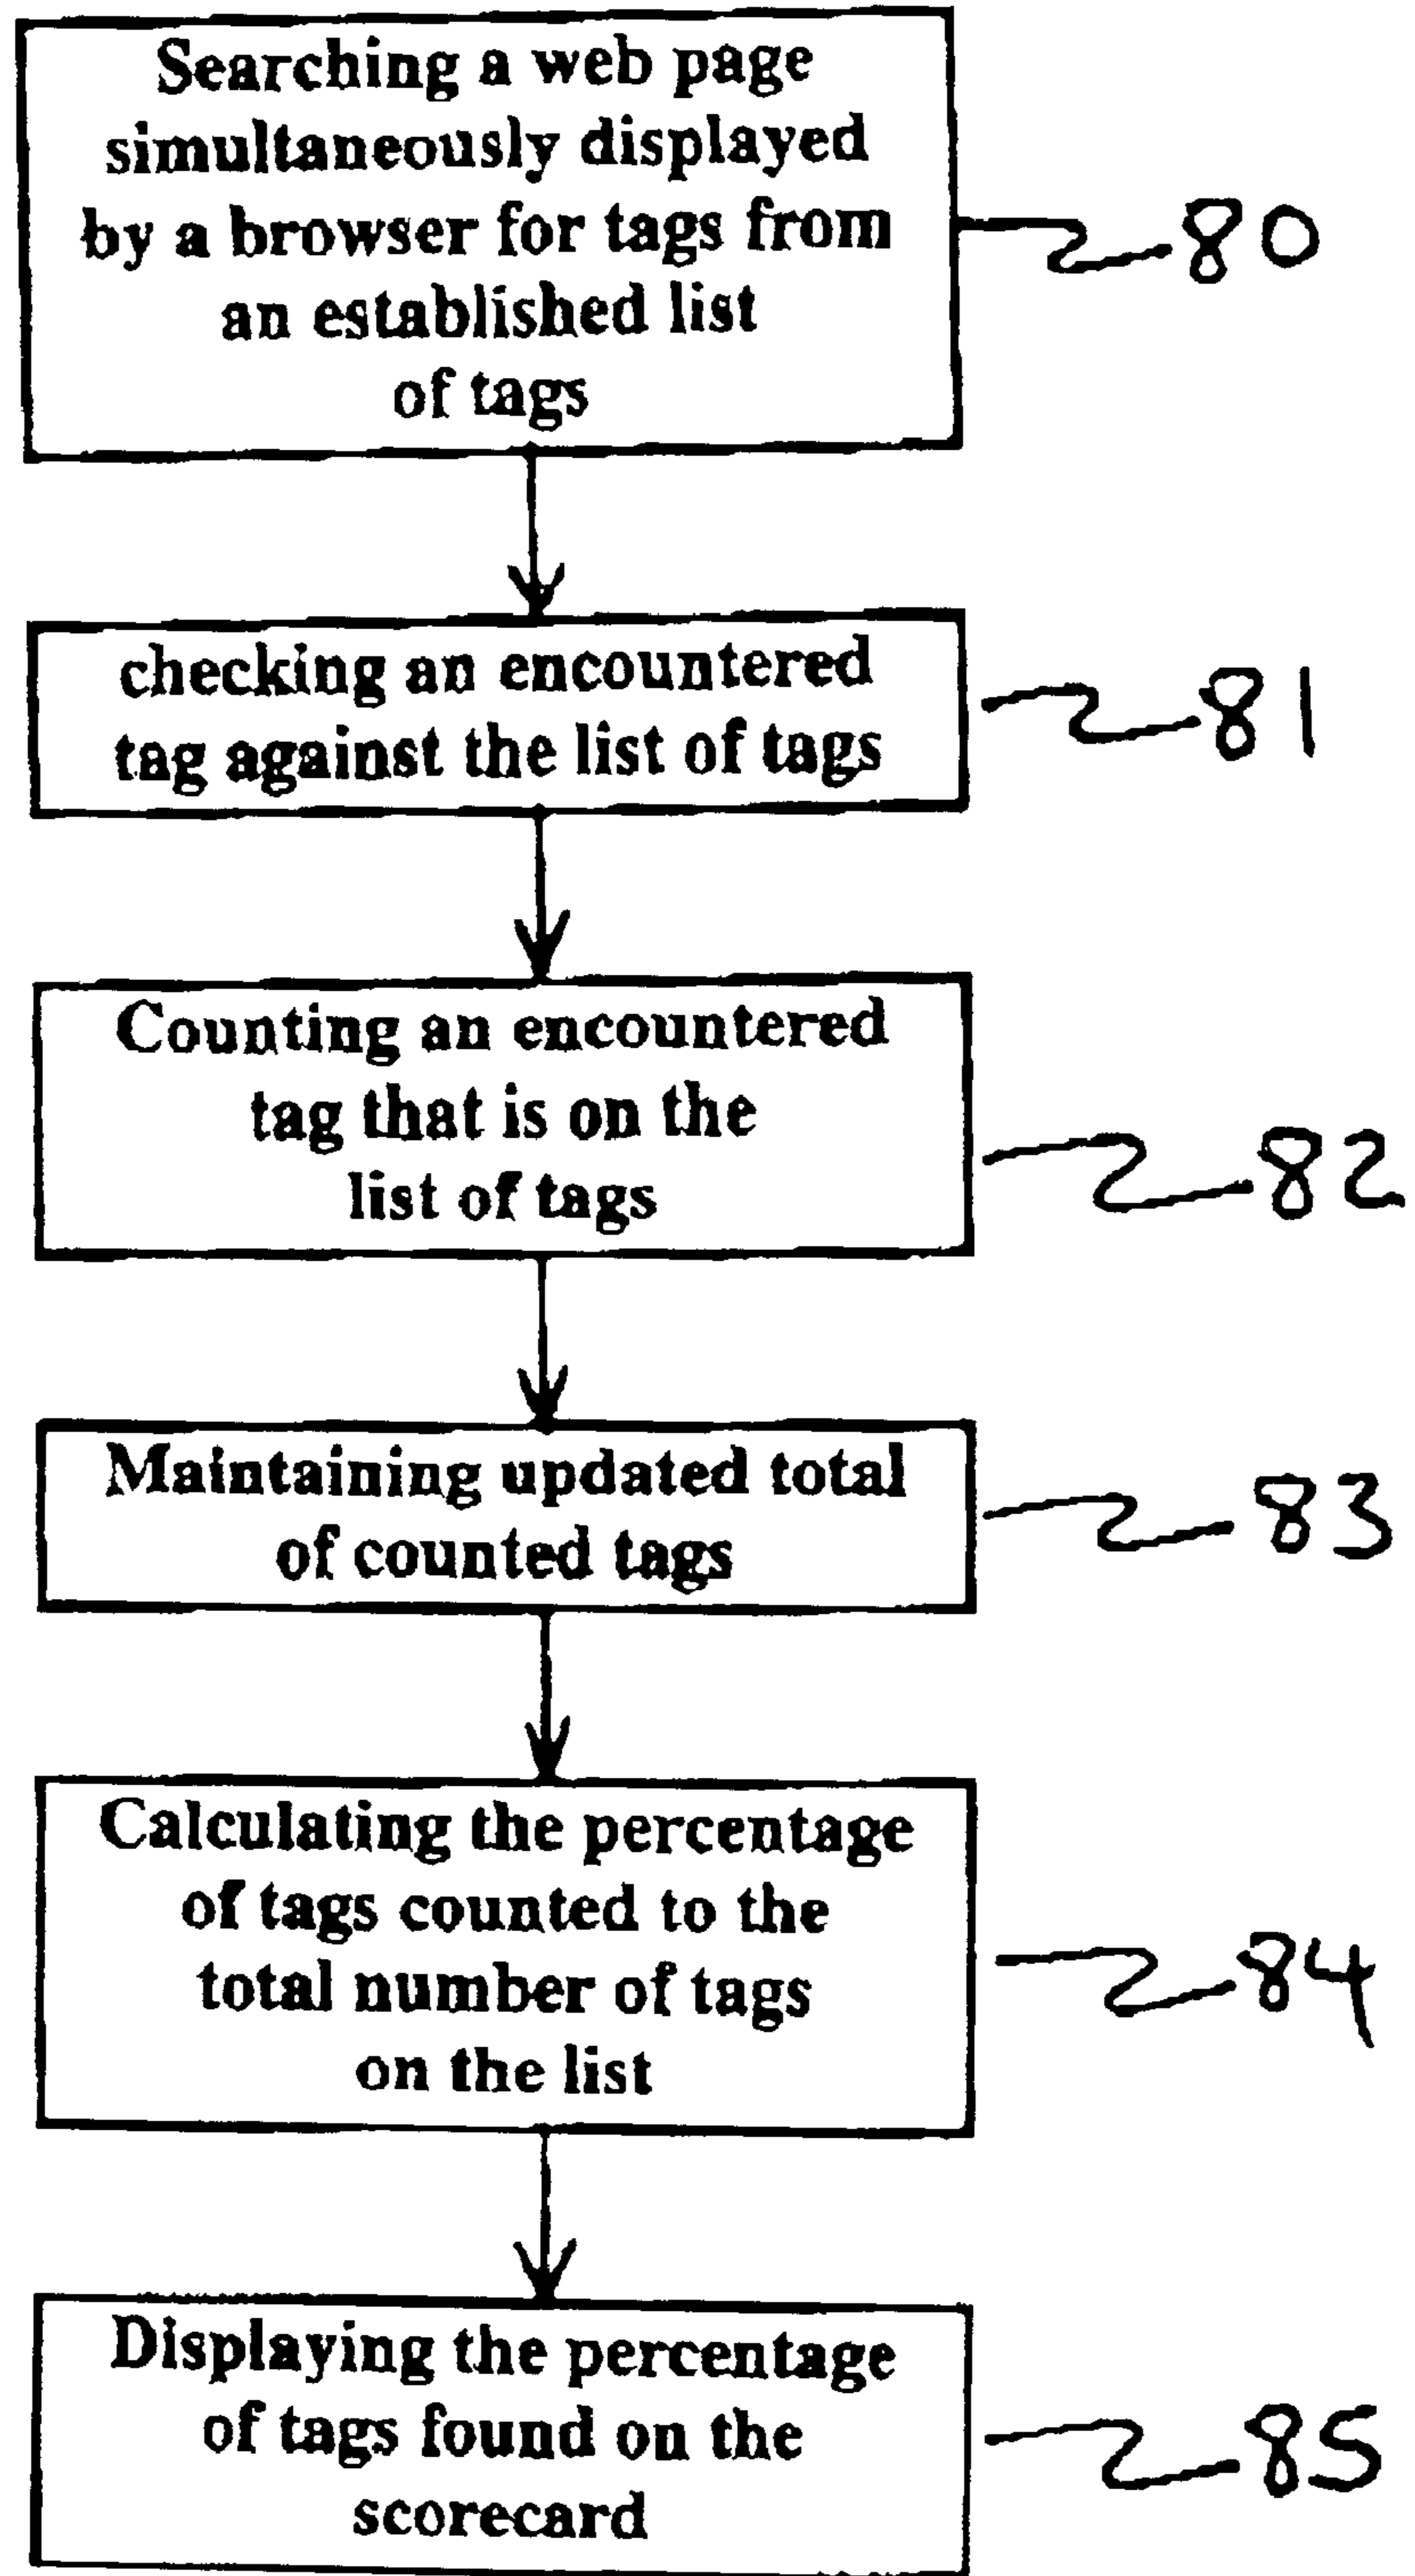 Searching a web page
simultaneously displayed
by a browser for tags from
an established list
of tags
80
checking an encountered
tag against the list of tags
81
Counting an encountered
tag that is on the
list of tags
82
Maintaining updated total
of counted tags
83
Calculating the percentage
of tags counted to the
total number of tags
on the list
84
Displaying the percentage
of tags found on the
scorecard
85